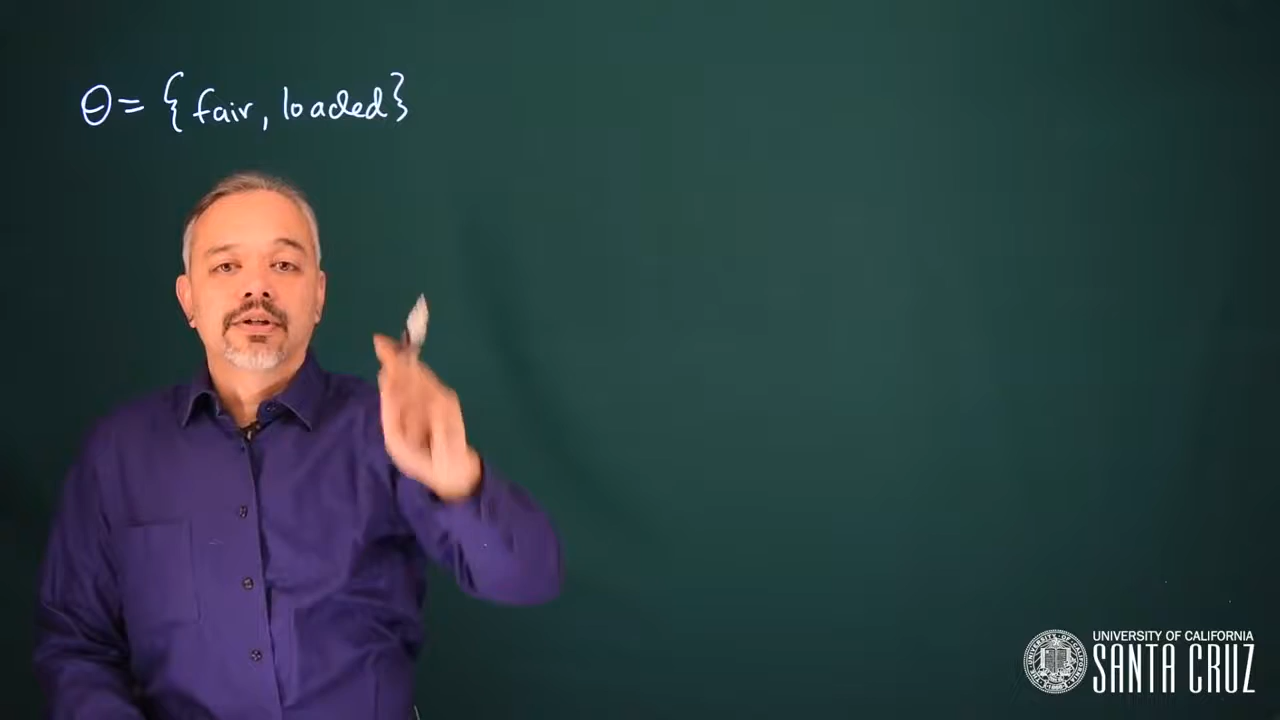 θ = {fair, loaded}
UNIVERSITY OF CALIFORNIA
SANTA CRUZ